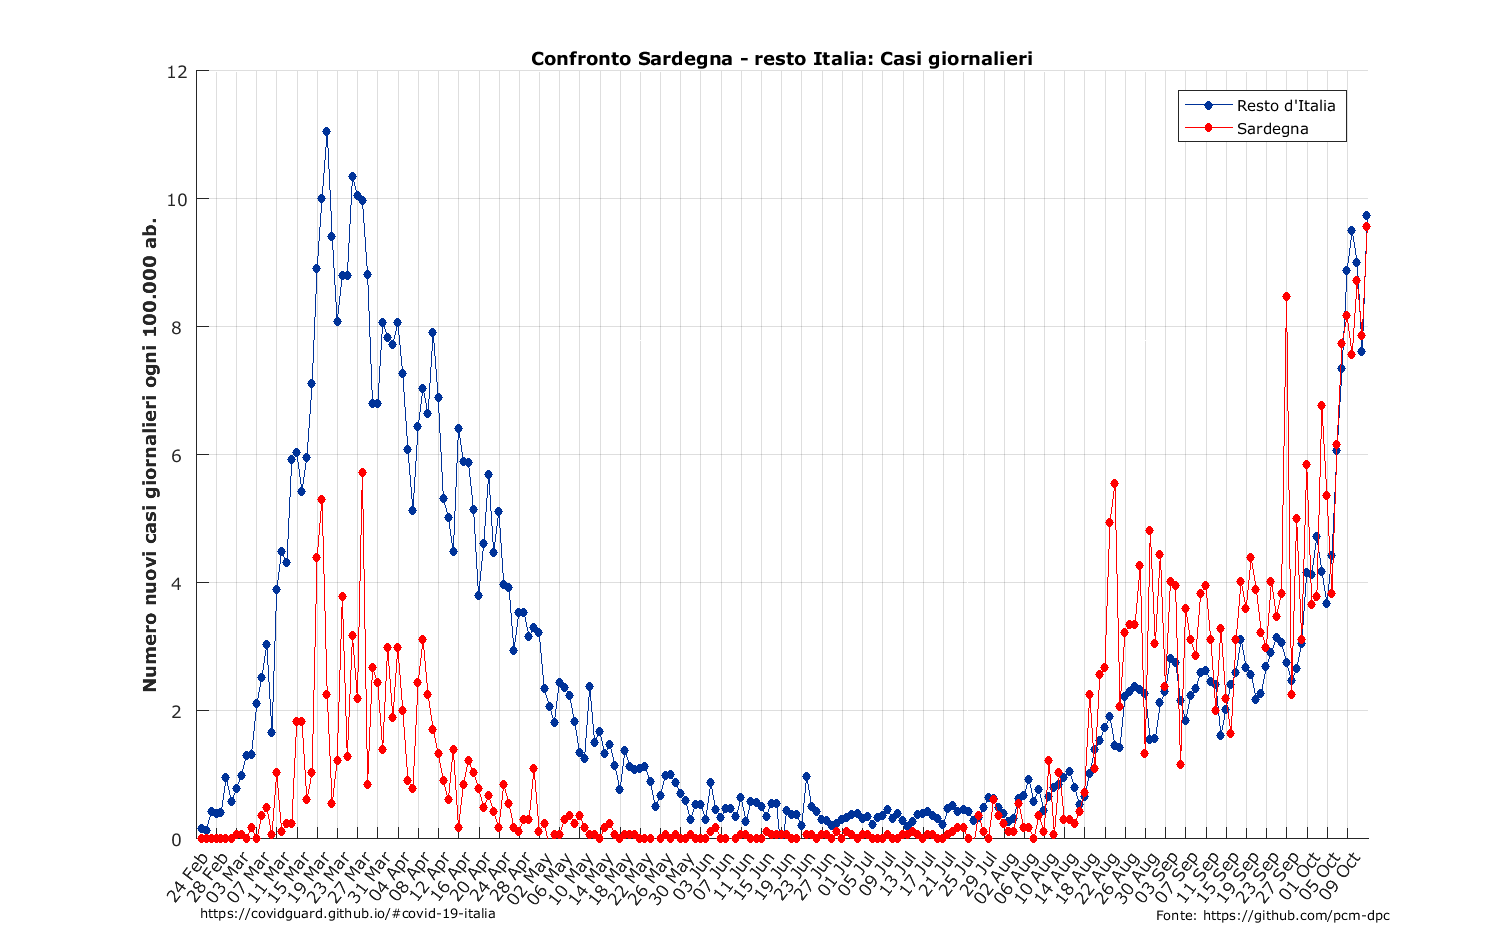 Confronto Sardegna - resto Italia: Casi giornalieri
Numero nuovi casi giornalieri ogni 100.000 ab.
12
10
8
6
4
2
0
Resto d'Italia
Sardegna
24 Feb
28 Feb
03 Mar
07 Mar
11 Mar
15 Mar
19 Mar
23 Mar
27 Mar
31 Mar
04 Apr
08 Apr
12 Apr
16 Apr
20 Apr
24 Apr
28 Apr
02 May
06 May
10 May
14 May
18 May
22 May
26 May
30 May
03 Jun
07 Jun
11 Jun
15 Jun
19 Jun
23 Jun
27 Jun
01 Jul
05 Jul
09 Jul
13 Jul
17 Jul
21 Jul
25 Jul
29 Jul
02 Aug
06 Aug
10 Aug
14 Aug
18 Aug
22 Aug
26 Aug
30 Aug
03 Sep
07 Sep
11 Sep
15 Sep
19 Sep
23 Sep
27 Sep
01 Oct
05 Oct
09 Oct
https://covidguard.github.io/#covid-19-italia
Fonte: https://github.com/pcm-dpc